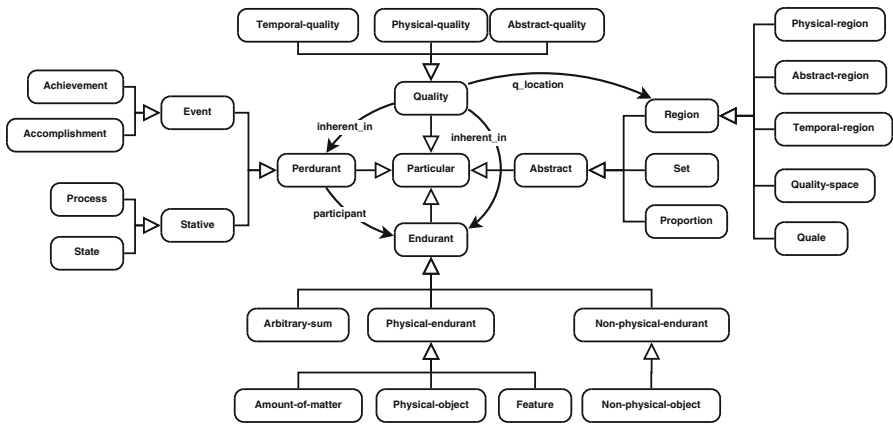 Temporal-quality
Physical-quality
Abstract-quality
Physical-region
Achievement
Quality
q_location
Abstract-region
Event
Region
Accomplishment
inherent_in
inherent_in
Temporal-region
Perdurant
Particular
Abstract
Set
Process
Quality-space
participant
Stative
Proportion
State
Endurant
Quale
Arbitrary-sum
Physical-endurant
Non-physical-endurant
Amount-of-matter
Physical-object
Feature
Non-physical-object